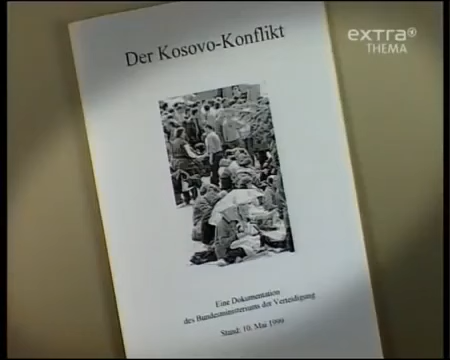 extra
THEMA
Der Kosovo-Konflikt
Eine Dokumentation
des Bundesministeriums der Verteidigung
Stand: 10. Mai 1999